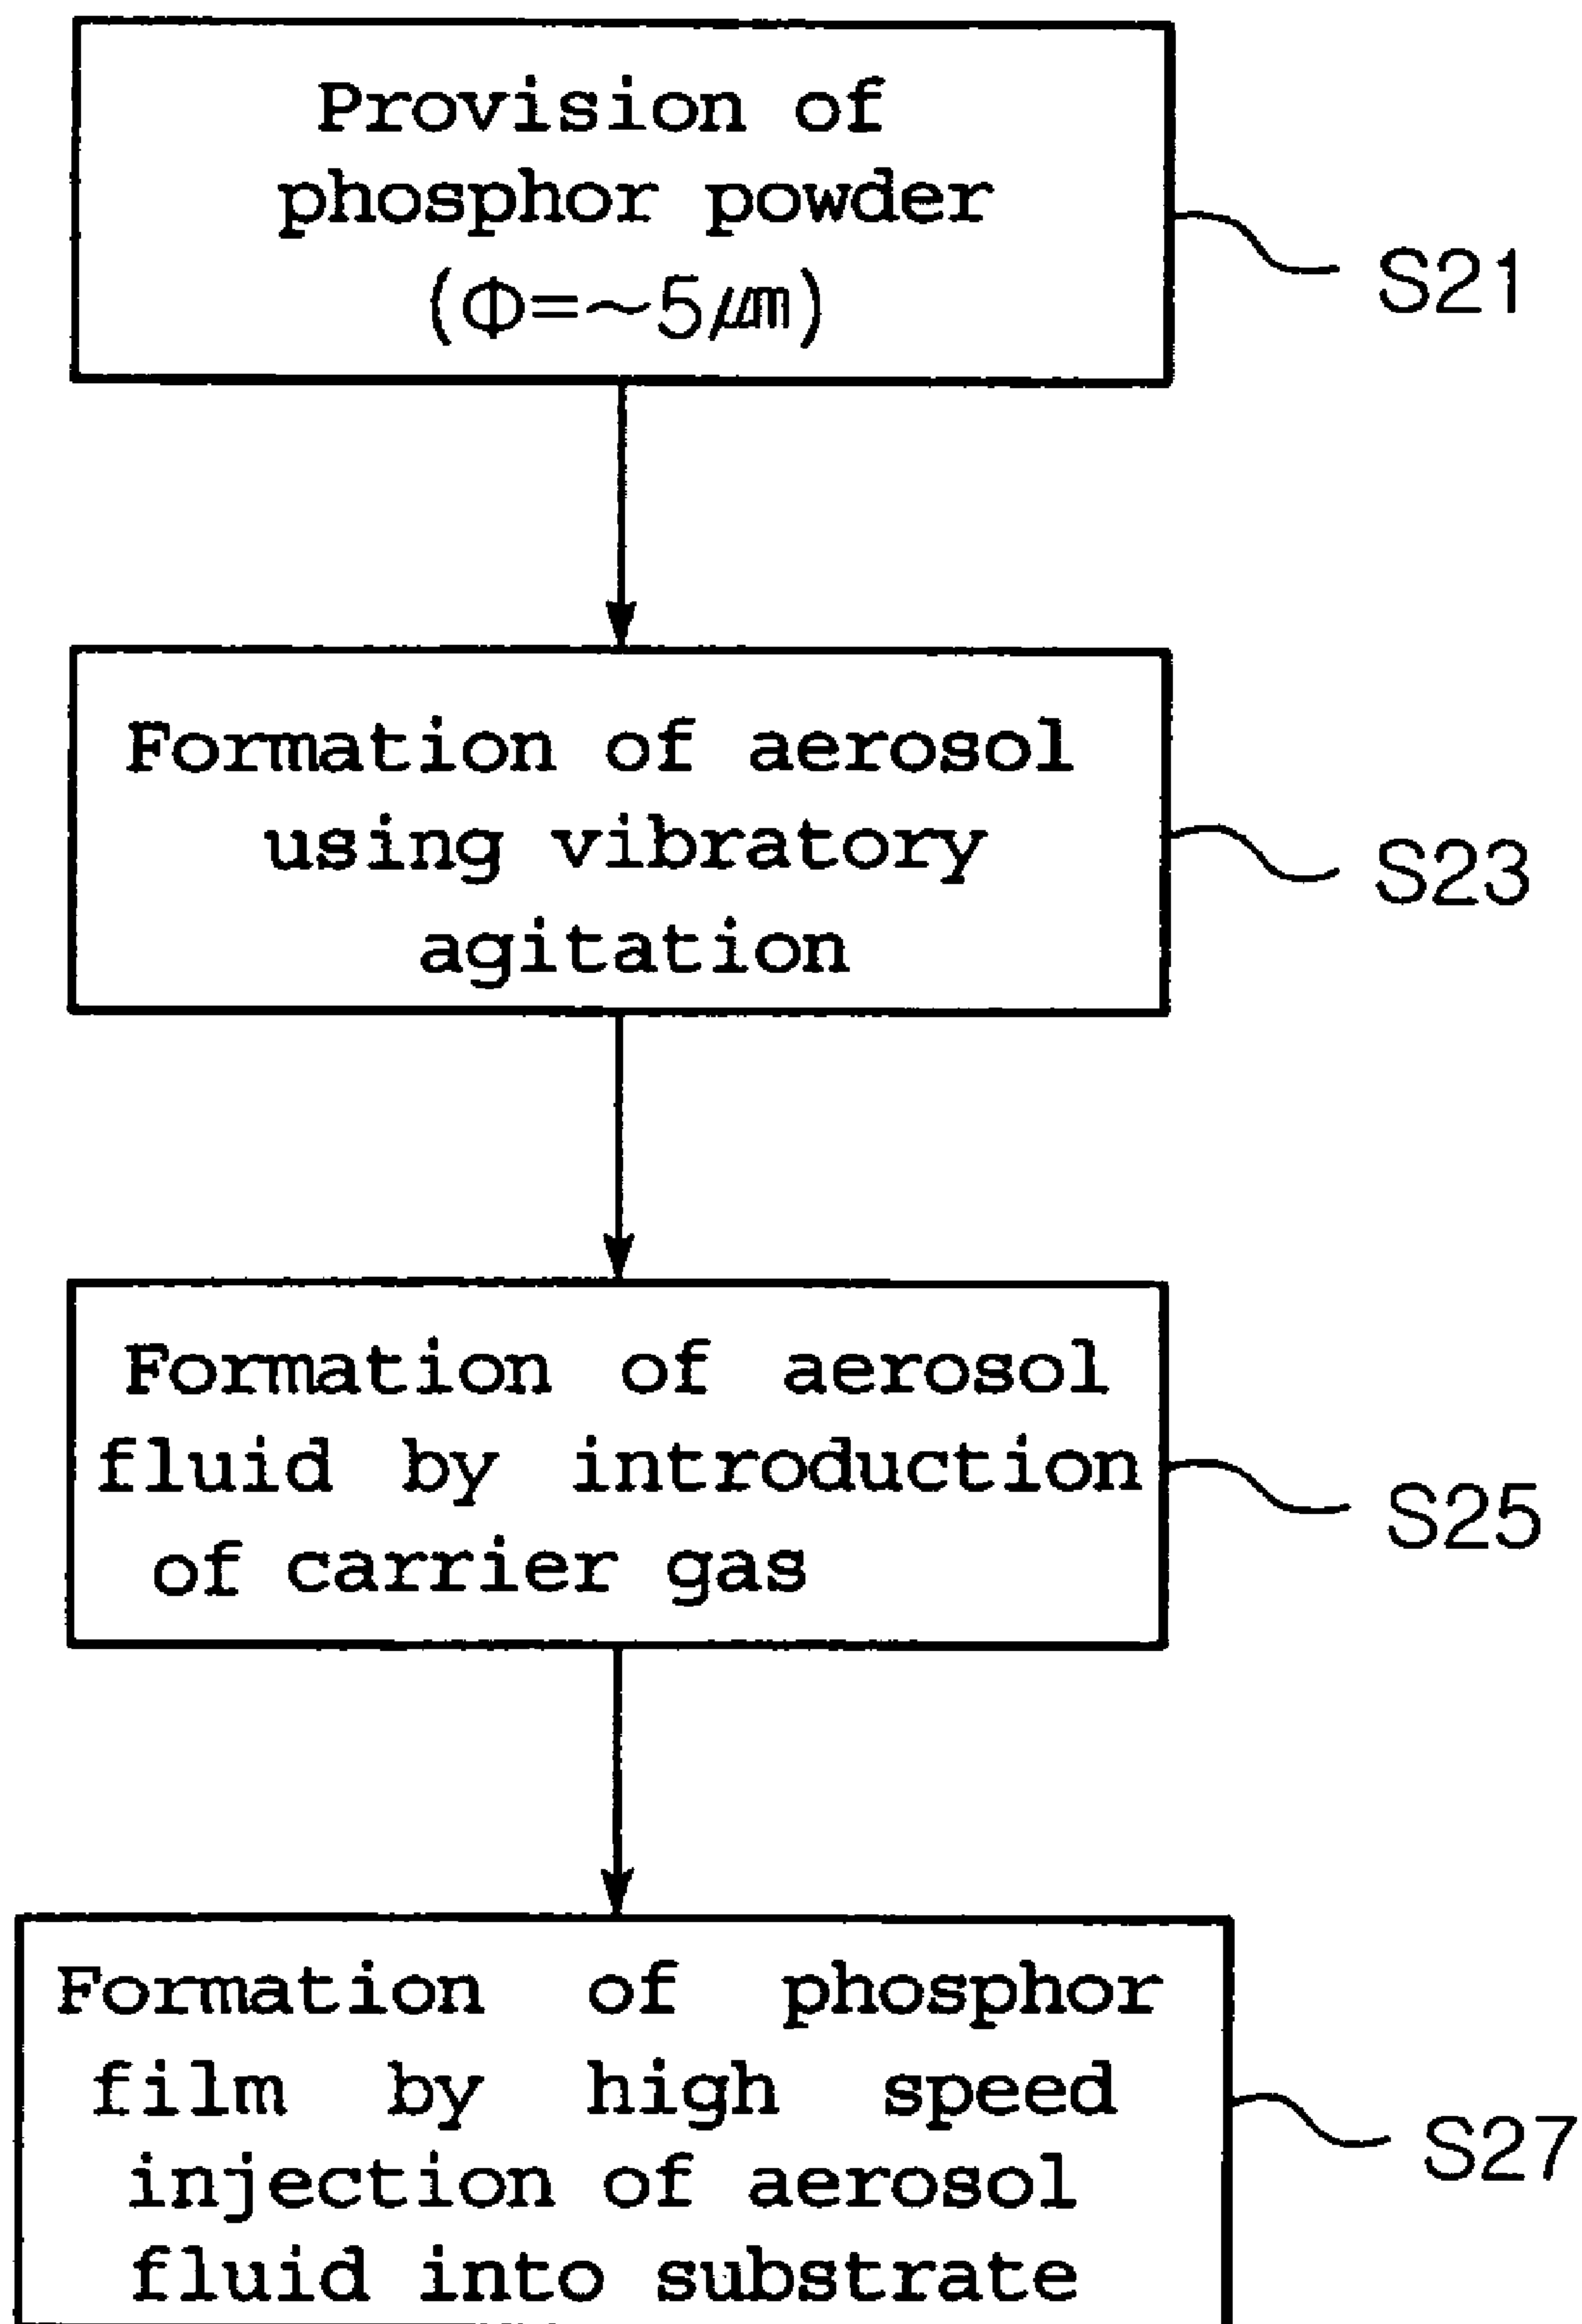 Provision of
phosphor powder
(Φ=~5㎛)
S21
Formation of aerosol
using vibratory
agitation
S23
Formation of aerosol
fluid by introduction
of carrier gas
S25
Formation of phosphor
film by high speed
injection of aerosol
fluid into substrate
S27